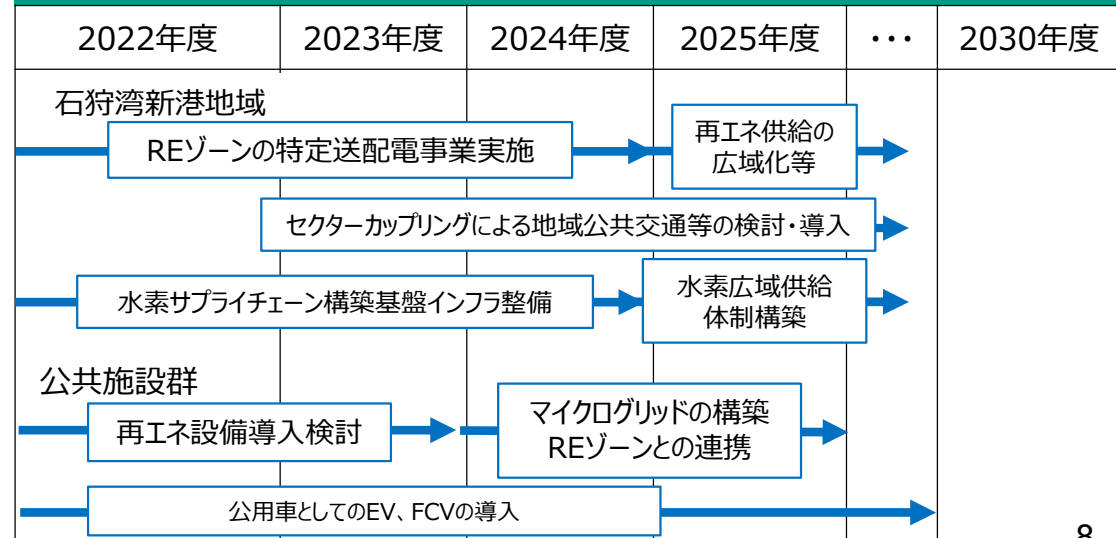 2022年度 2023年度 2024年度 2025年度 ・・・ 2030年度
石狩湾新港地域
REゾーンの特定送配電事業実施
再エネ供給の
広域化等
セクターカップリングによる地域公共交通等の検討・導入
水素サプライチェーン構築基盤インフラ整備
水素広域供給
体制構築
公共施設群
再エネ設備導入検討
マイクログリッドの構築
REゾーンとの連携
公用車としてのEV、FCVの導入
8